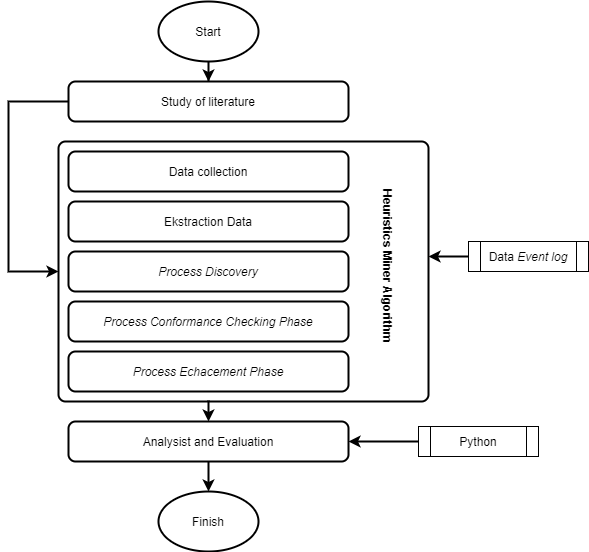 Start
Study of literature
Data collection
Ekstraction Data
Process Discovery
Process Conformance Checking Phase
Process Echacement Phase
Heuristics Miner Algorithm
Data Event log
Analysist and Evaluation
Python
Finish